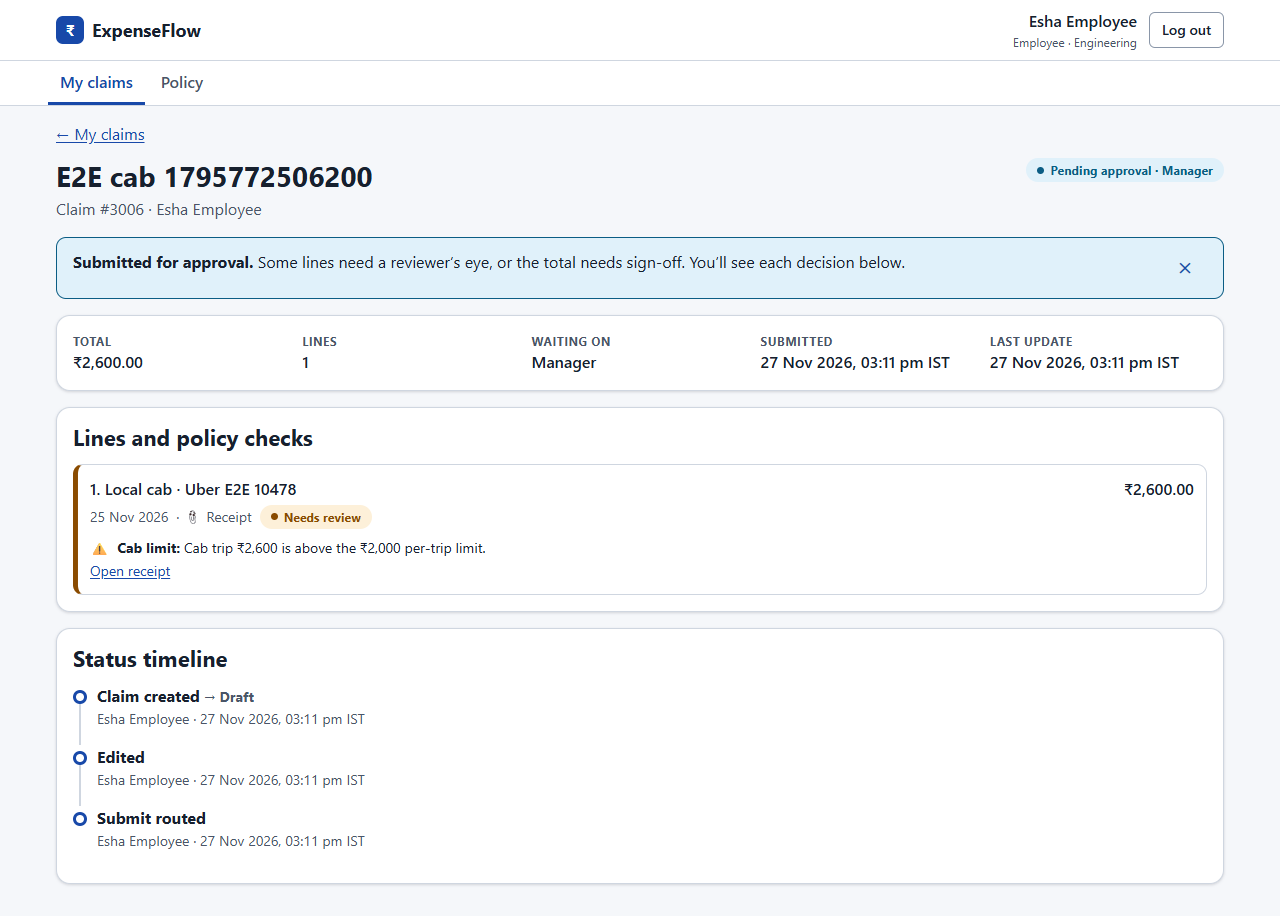 ₹ ExpenseFlow
Esha Employee
Employee · Engineering
Log out
My claims
Policy
← My claims
E2E cab 1795772506200
Pending approval · Manager
Claim #3006 · Esha Employee
Submitted for approval. Some lines need a reviewer’s eye, or the total needs sign-off. You’ll see each decision below.
TOTAL
₹2,600.00
LINES
1
WAITING ON
Manager
SUBMITTED
27 Nov 2026, 03:11 pm IST
LAST UPDATE
27 Nov 2026, 03:11 pm IST
Lines and policy checks
1. Local cab · Uber E2E 10478
₹2,600.00
25 Nov 2026 · Receipt
Needs review
Cab limit: Cab trip ₹2,600 is above the ₹2,000 per-trip limit.
Open receipt
Status timeline
Claim created → Draft
Esha Employee · 27 Nov 2026, 03:11 pm IST
Edited
Esha Employee · 27 Nov 2026, 03:11 pm IST
Submit routed
Esha Employee · 27 Nov 2026, 03:11 pm IST